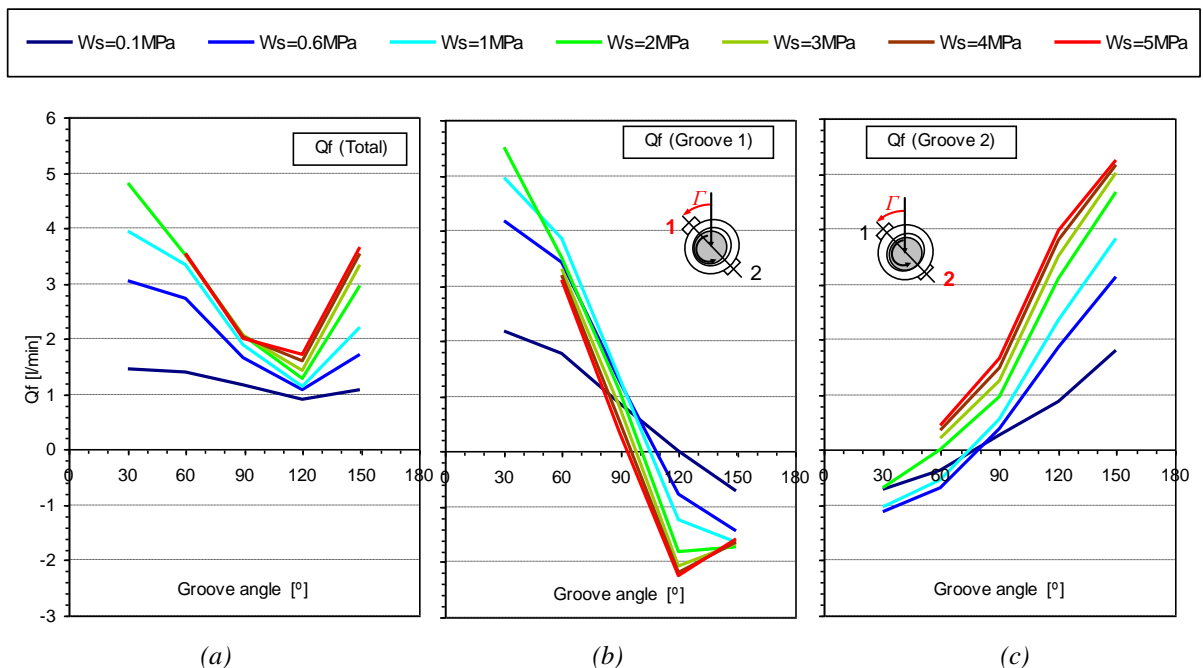 Ws=0.1MPa Ws=0.6MPa Ws=1MPa Ws=2MPa Ws=3MPa Ws=4MPa Ws=5MPa
Qf (Total)
Qf [l/min]
6
5
4
3
2
1
0
-1
-2
-3
0 30 60 90 120 150 180
Groove angle [º]
(a)
Qf (Groove 1)
Γ
1
2
0 30 60 90 120 150 180
Groove angle [º]
(b)
Qf (Groove 2)
Γ
1
2
0 30 60 90 120 150 180
Groove angle [º]
(c)